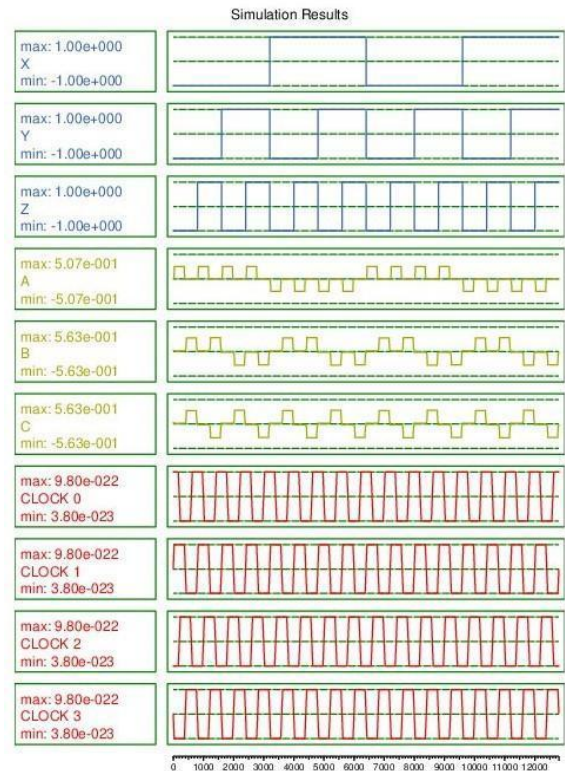 Simulation Results
max: 1.00e+000
X
min: -1.00e+000
max: 1.00e+000
Y
min: -1.00e+000
max: 1.00e+000
Z
min: -1.00e+000
max: 5.07e-001
A
min: -5.07e-001
max: 5.63e-001
B
min: -5.63e-001
max: 5.63e-001
C
min: -5.63e-001
max: 9.80e-022
CLOCK 0
min: 3.80e-023
max: 9.80e-022
CLOCK 1
min: 3.80e-023
max: 9.80e-022
CLOCK 2
min: 3.80e-023
max: 9.80e-022
CLOCK 3
min: 3.80e-023
0 1000 2000 3000 4000 5000 6000 7000 8000 9000 10000 11000 12000